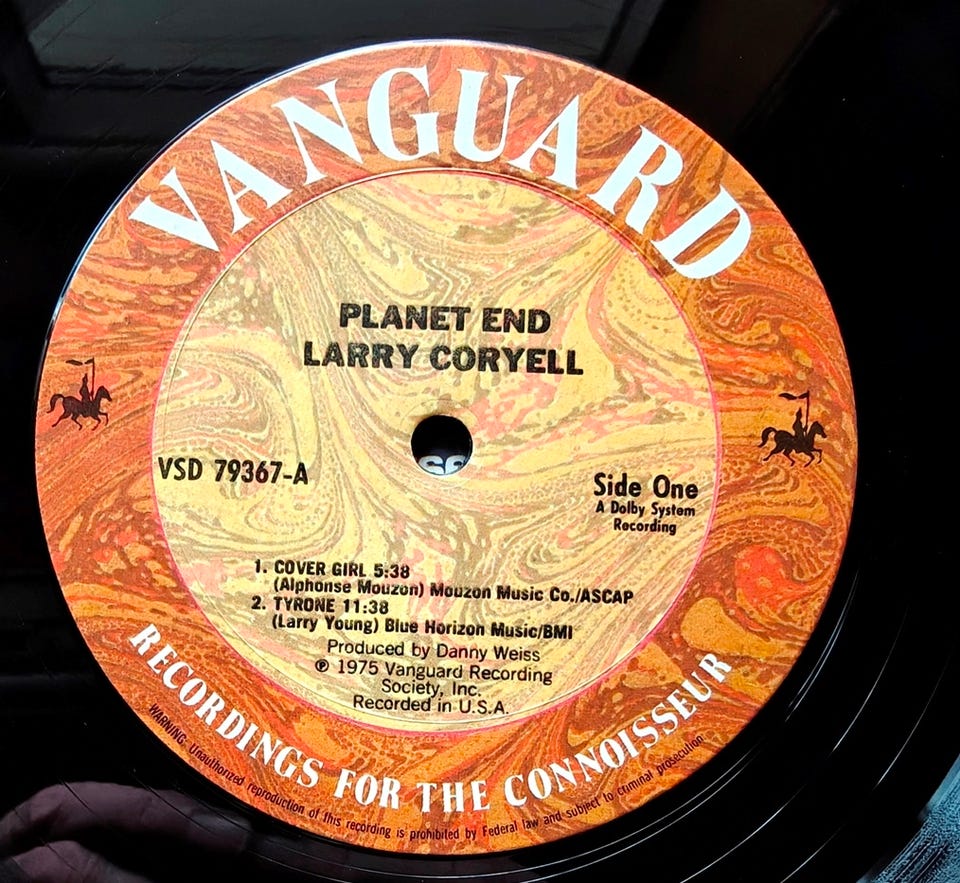 VANGUARD
PLANET END
LARRY CORYELL
VSD 79367-A
Side One
A Dolby System
Recording
1. COVER GIRL 5:38
(Alphonse Mouzon) Mouzon Music Co./ASCAP
2. TYRONE 11:38
(Larry Young) Blue Horizon Music/BMI
Produced by Danny Weiss
℗ 1975 Vanguard Recording
Society, Inc.
Recorded in U.S.A.
RECORDINGS FOR THE CONNOISSEUR
WARNING: Unauthorized reproduction of this recording is prohibited by Federal law and subject to criminal prosecution.